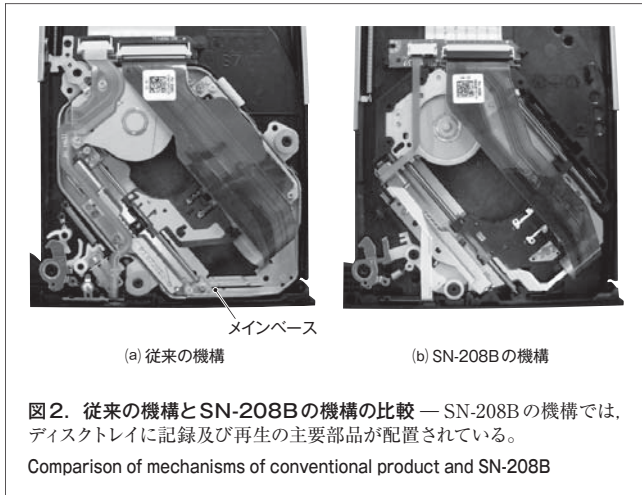 メインベース
(a) 従来の機構
(b) SN-208Bの機構
図2. 従来の機構とSN-208Bの機構の比較 — SN-208Bの機構では,
ディスクトレイに記録及び再生の主要部品が配置されている。
Comparison of mechanisms of conventional product and SN-208B